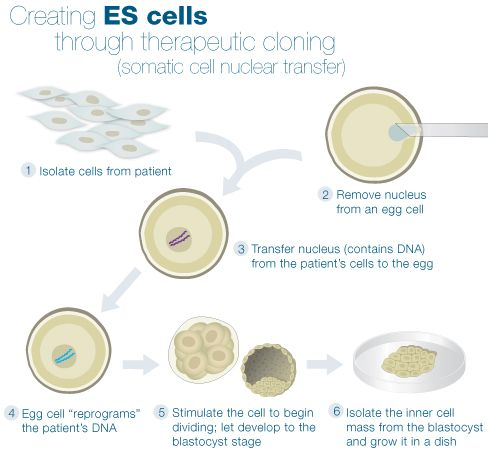 Creating ES cells
through therapeutic cloning
(somatic cell nuclear transfer)
1 Isolate cells from patient
2 Remove nucleus
from an egg cell
3 Transfer nucleus (contains DNA)
from the patient's cells to the egg
4 Egg cell "reprograms"
the patient's DNA
5 Stimulate the cell to begin
dividing; let develop to the
blastocyst stage
6 Isolate the inner cell
mass from the blastocyst
and grow it in a dish